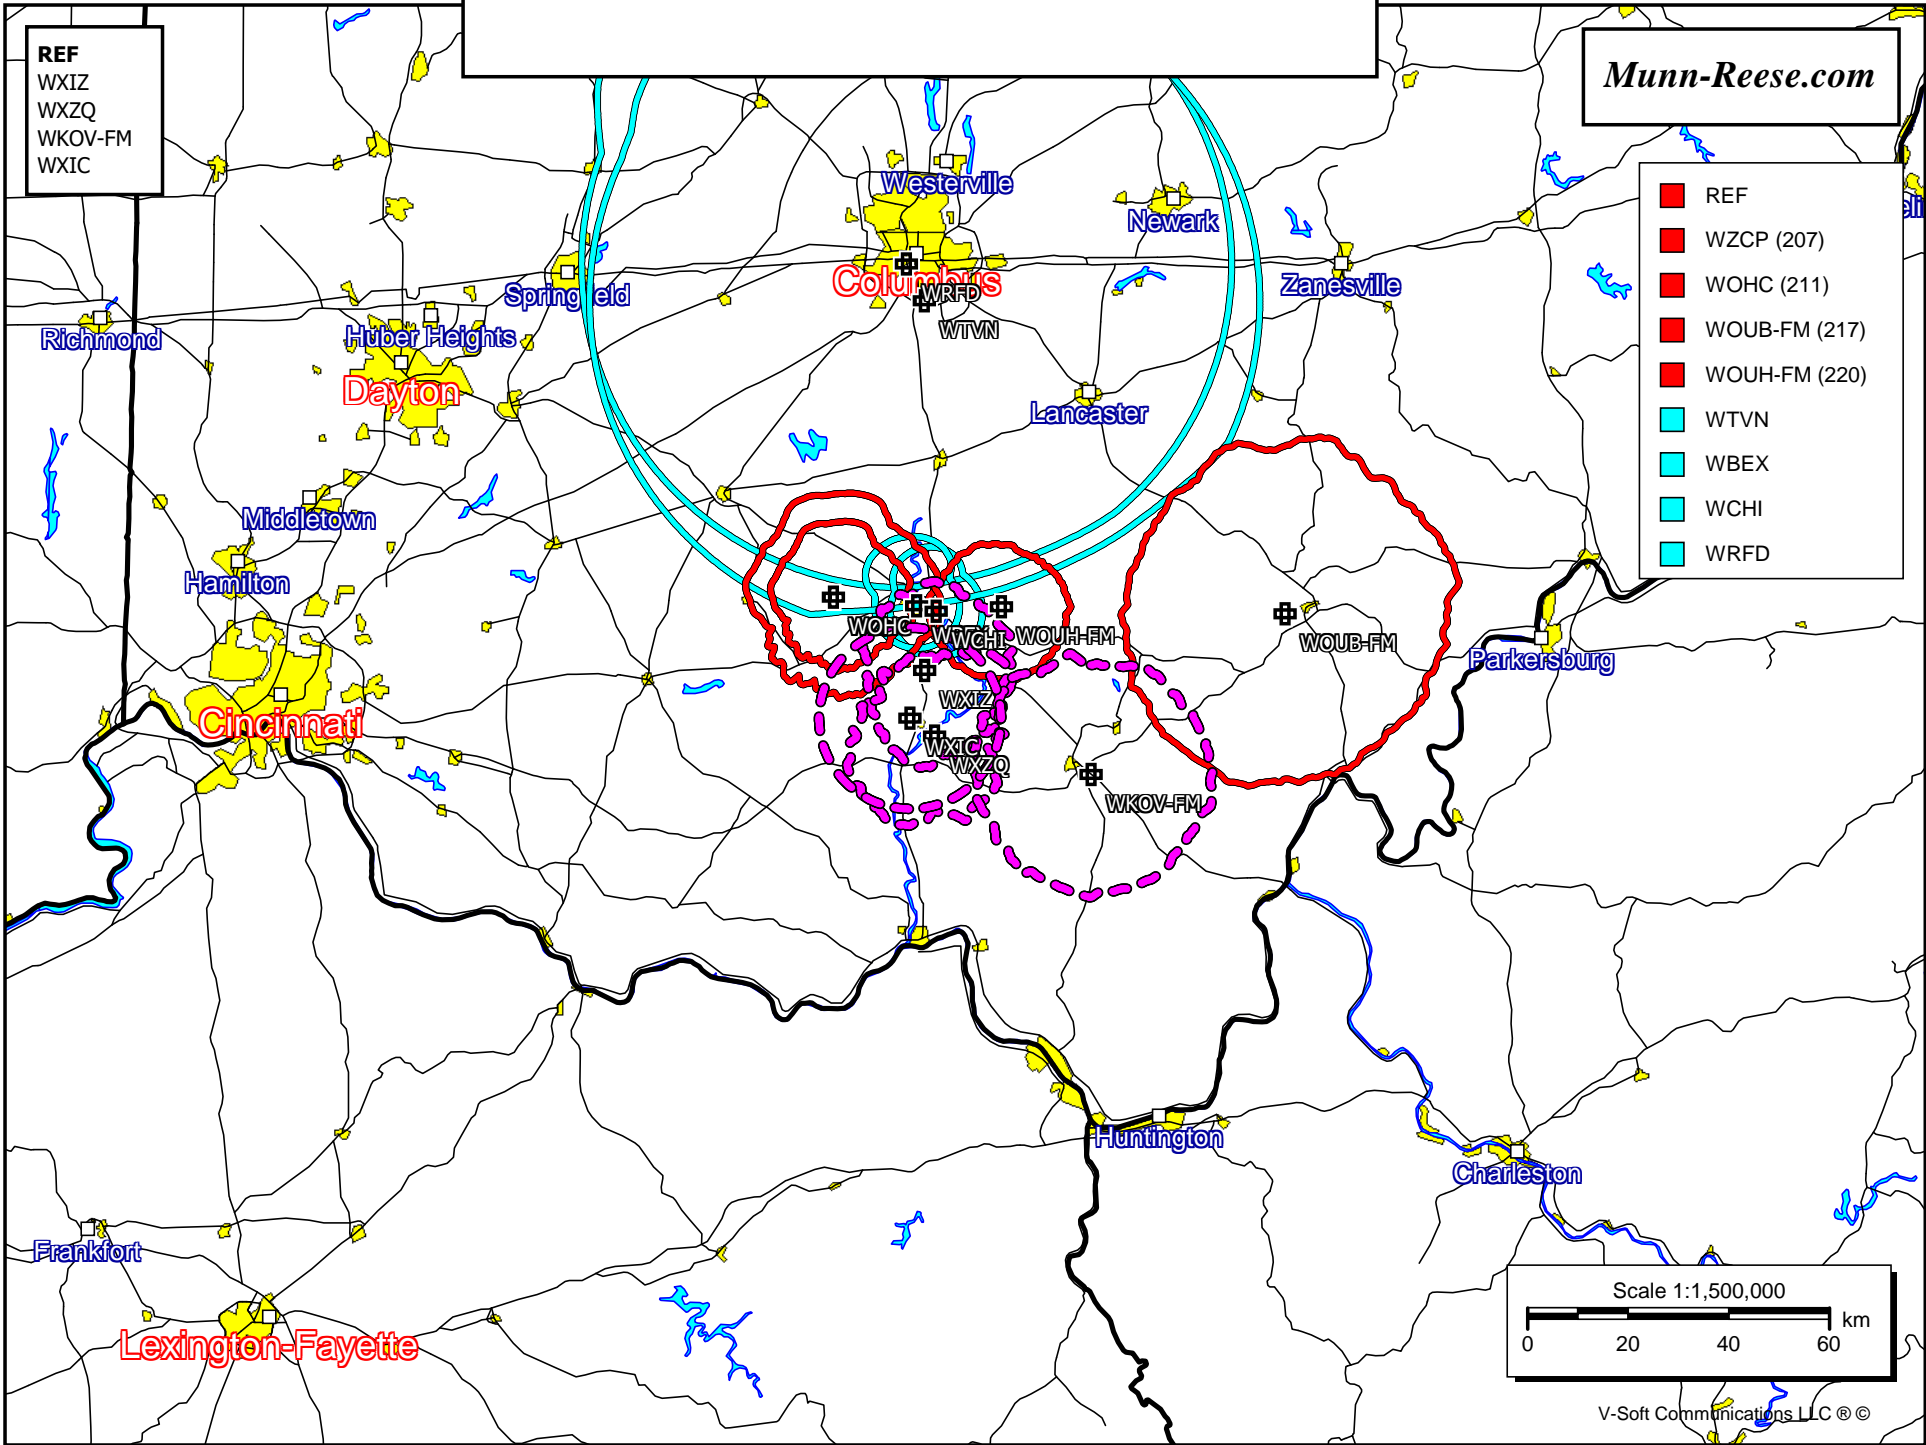 REF
WXIZ
WXZQ
WKOV-FM
WXIC
Munn-Reese.com
REF
WZCP (207)
WOHC (211)
WOUB-FM (217)
WOUH-FM (220)
WTVN
WBEX
WCHI
WRFD
Westerville
Newark
Columbus
WRFD
WTVN
Zanesville
Springfield
Richmond
Huber Heights
Dayton
Lancaster
Middletown
Hamilton
WOHC
WCHI
WOUH-FM
WOUB-FM
Parkersburg
WXIZ
Cincinnati
WXIC
WXZQ
WKOV-FM
Huntington
Charleston
Frankfort
Lexington-Fayette
Scale 1:1,500,000
0 20 40 60 km
V-Soft Communications LLC ® ©